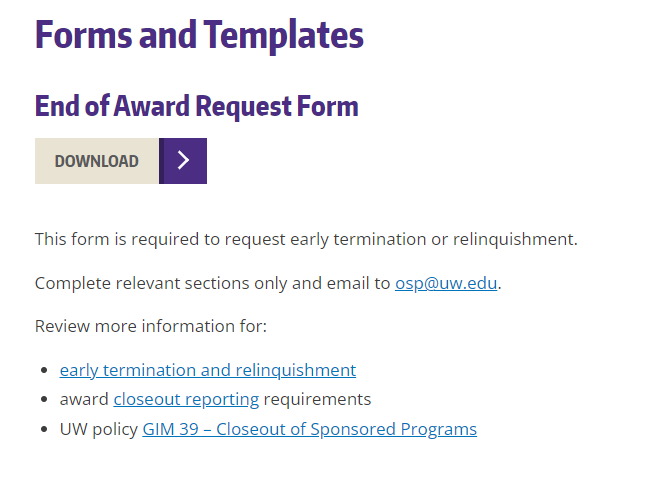 Forms and Templates
End of Award Request Form
DOWNLOAD
This form is required to request early termination or relinquishment.
Complete relevant sections only and email to osp@uw.edu.
Review more information for:
early termination and relinquishment
award closeout reporting requirements
UW policy GIM 39 – Closeout of Sponsored Programs